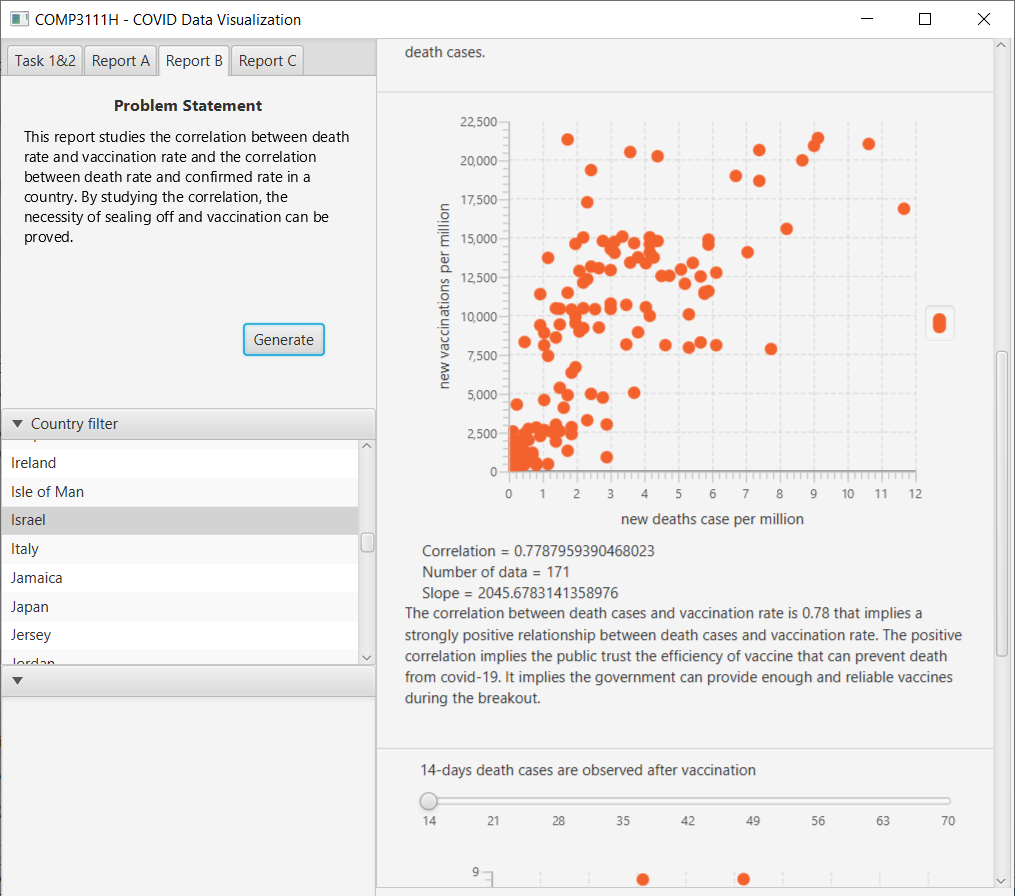 COMP3111H - COVID Data Visualization
Task 1&2
Report A
Report B
Report C
Problem Statement
This report studies the correlation between death
rate and vaccination rate and the correlation
between death rate and confirmed rate in a
country. By studying the correlation, the
necessity of sealing off and vaccination can be
proved.
Generate
Country filter
Ireland
Isle of Man
Israel
Italy
Jamaica
Japan
Jersey
Jordan
death cases.
new vaccinations per million
22,500
20,000
17,500
15,000
12,500
10,000
7,500
5,000
2,500
0
0 1 2 3 4 5 6 7 8 9 10 11 12
new deaths case per million
Correlation = 0.7787959390468023
Number of data = 171
Slope = 2045.6783141358976
The correlation between death cases and vaccination rate is 0.78 that implies a
strongly positive relationship between death cases and vaccination rate. The positive
correlation implies the public trust the efficiency of vaccine that can prevent death
from covid-19. It implies the government can provide enough and reliable vaccines
during the breakout.
14-days death cases are observed after vaccination
14 21 28 35 42 49 56 63 70
9